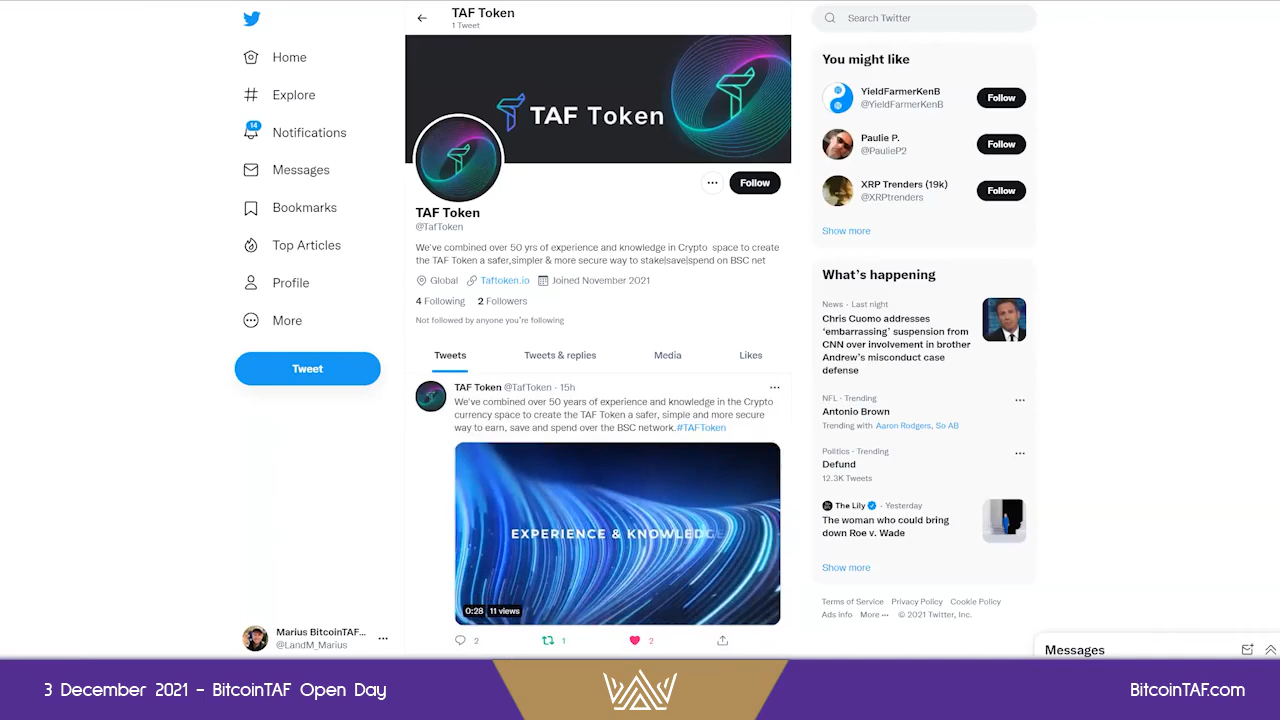 Home
Explore
14
Notifications
Messages
Bookmarks
Top Articles
Profile
More
Tweet
Marius BitcoinTAF...
@LandM_Marius
TAF Token
1 Tweet
TAF Token
Follow
TAF Token
@TafToken
We've combined over 50 yrs of experience and knowledge in Crypto space to create
the TAF Token a safer,simpler & more secure way to stake|save|spend on BSC net
Global Taftoken.io Joined November 2021
4 Following 2 Followers
Not followed by anyone you're following
Tweets Tweets & replies Media Likes
TAF Token @TafToken · 15h
We've combined over 50 years of experience and knowledge in the Crypto
currency space to create the TAF Token a safer, simple and more secure
way to earn, save and spend over the BSC network.#TAFToken
EXPERIENCE & KNOWLEDGE
0:28 11 views
2 1 2
Search Twitter
You might like
YieldFarmerKenB
@YieldFarmerKenB
Follow
Paulie P.
@PaulieP2
Follow
XRP Trenders (19k)
@XRPtrenders
Follow
Show more
What's happening
News · Last night
Chris Cuomo addresses
‘embarrassing’ suspension from
CNN over involvement in brother
Andrew's misconduct case
defense
NFL · Trending
Antonio Brown
Trending with Aaron Rodgers, So AB
Politics · Trending
Defund
12.3K Tweets
The Lily · Yesterday
The woman who could bring
down Roe v. Wade
Show more
Terms of Service Privacy Policy Cookie Policy
Ads info More ··· © 2021 Twitter, Inc.
Messages
3 December 2021 - BitcoinTAF Open Day
BitcoinTAF.com